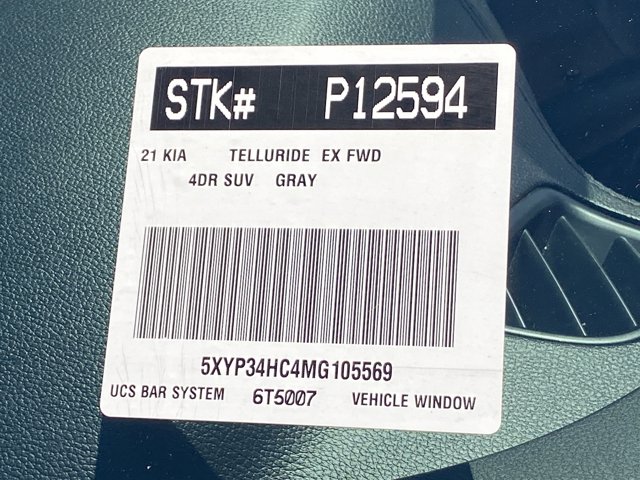 STK# P12594
21 KIA TELLURIDE EX FWD
4DR SUV GRAY
5XYP34HC4MG105569
UCS BAR SYSTEM 6T5007 VEHICLE WINDOW